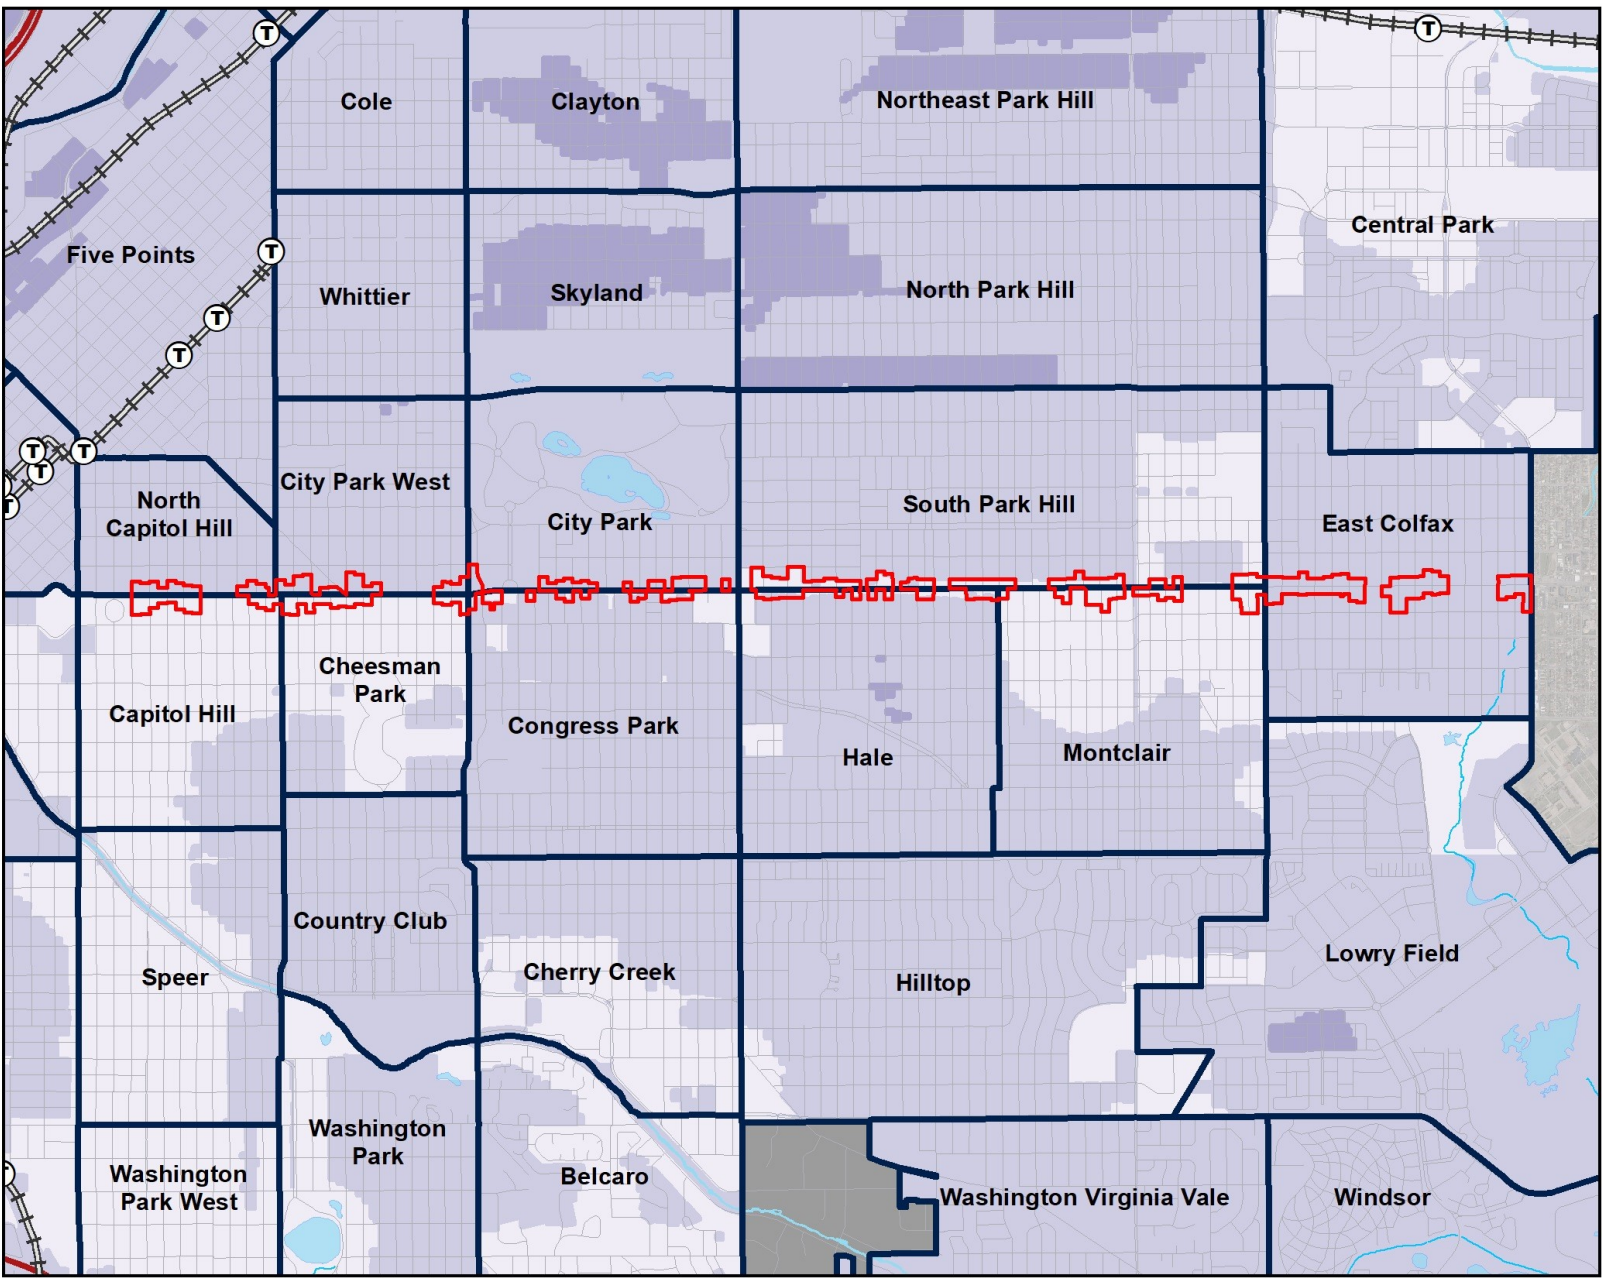 T
Cole
Clayton
Northeast Park Hill
T
Central Park
Five Points
T
Whittier
Skyland
North Park Hill
T
T
T
T
T
T
City Park West
North
Capitol Hill
City Park
South Park Hill
East Colfax
Cheesman
Park
Capitol Hill
Congress Park
Hale
Montclair
Country Club
Speer
Cherry Creek
Hilltop
Lowry Field
Washington
Park
Washington
Park West
Belcaro
Washington Virginia Vale
Windsor